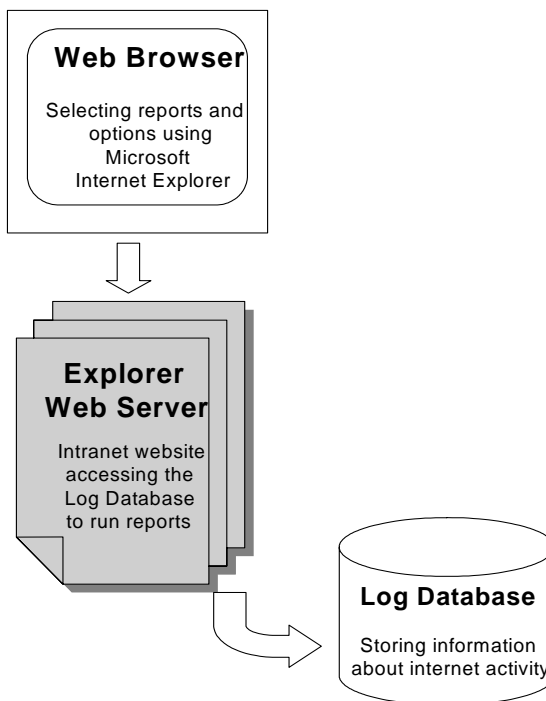 Web Browser
Selecting reports and
options using
Microsoft
Internet Explorer
Explorer
Web Server
Intranet website
accessing the
Log Database
to run reports
Log Database
Storing information
about internet activity